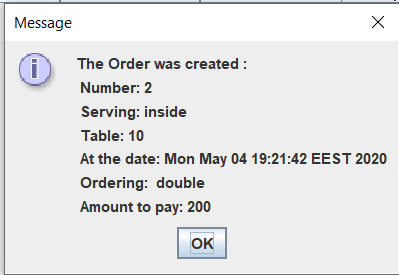 Message
The Order was created :
Number: 2
Serving: inside
Table: 10
At the date: Mon May 04 19:21:42 EEST 2020
Ordering:  double
Amount to pay: 200
OK